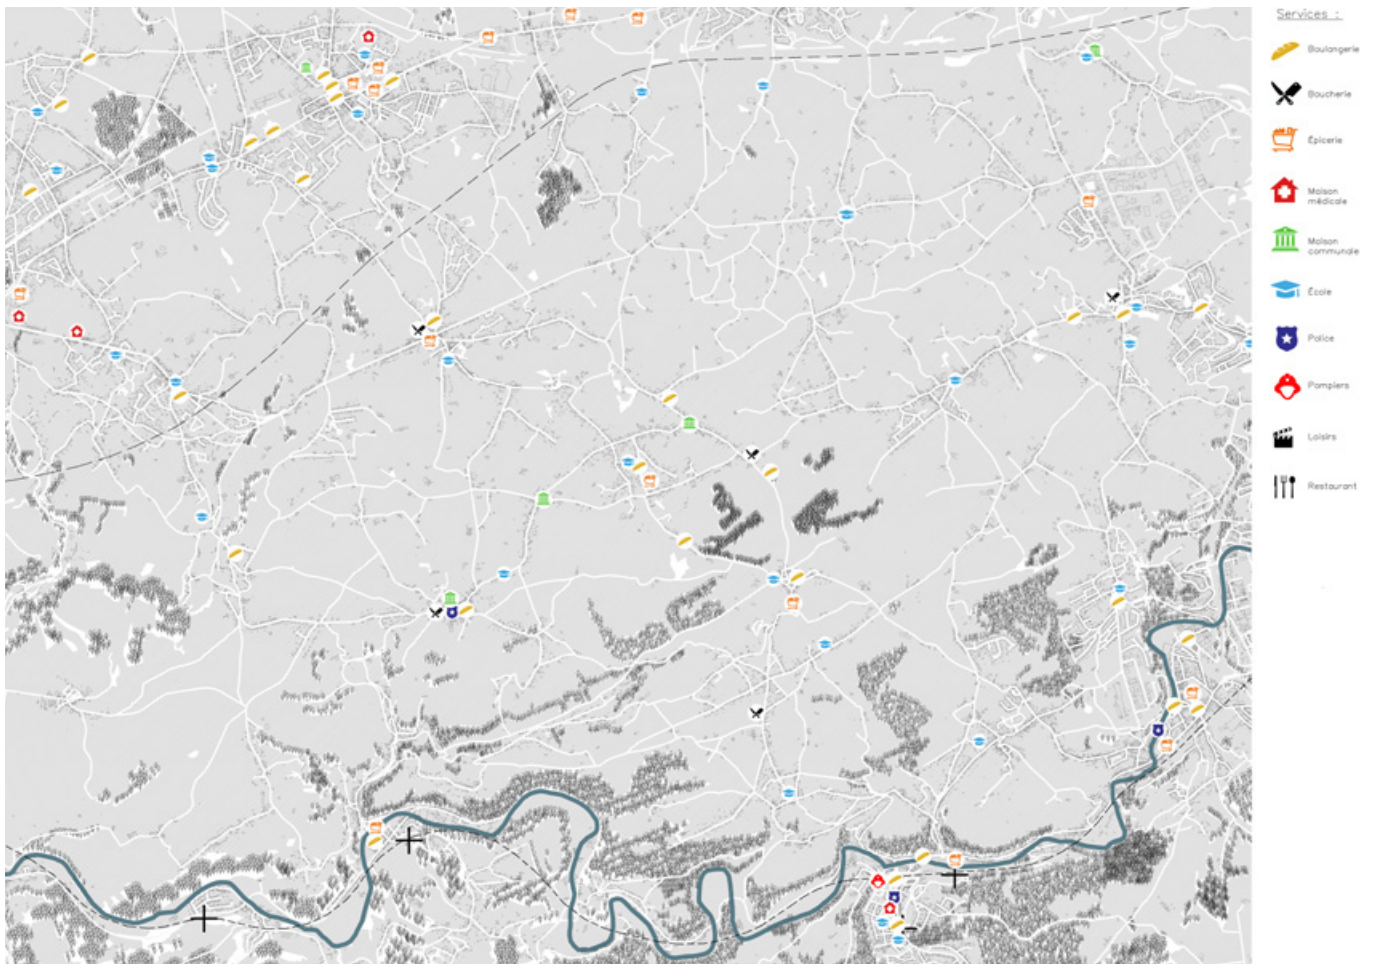 Services :
Boulangerie
Boucherie
Épicerie
Maison
médicale
Maison
communale
École
Police
Pompiers
Loisirs
Restaurant